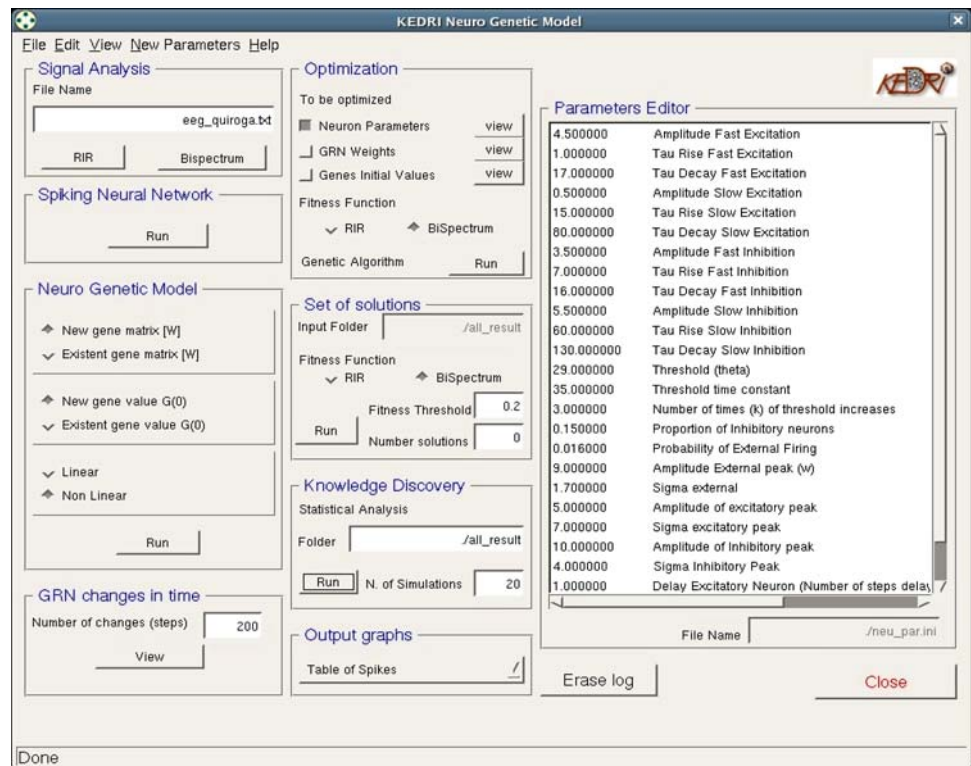 KEDRI Neuro Genetic Model
File Edit View New Parameters Help
Signal Analysis
File Name
eeg_quiroga.txt
RIR Bispectrum
Spiking Neural Network
Run
Neuro Genetic Model
New gene matrix [W]
Existent gene matrix [W]
New gene value G(0)
Existent gene value G(0)
Linear
Non Linear
Run
GRN changes in time
Number of changes (steps) 200
View
Optimization
To be optimized
Neuron Parameters view
GRN Weights view
Genes Initial Values view
Fitness Function
RIR BiSpectrum
Genetic Algorithm Run
Set of solutions
Input Folder ./all_result
Fitness Function
RIR BiSpectrum
Fitness Threshold 0.2
Run
Number solutions 0
Knowledge Discovery
Statistical Analysis
Folder ./all_result
Run N. of Simulations 20
Output graphs
Table of Spikes
KEDRI
Parameters Editor
4.500000 Amplitude Fast Excitation
1.000000 Tau Rise Fast Excitation
17.000000 Tau Decay Fast Excitation
0.500000 Amplitude Slow Excitation
15.000000 Tau Rise Slow Excitation
80.000000 Tau Decay Slow Excitation
3.500000 Amplitude Fast Inhibition
7.000000 Tau Rise Fast Inhibition
16.000000 Tau Decay Fast Inhibition
5.500000 Amplitude Slow Inhibition
60.000000 Tau Rise Slow Inhibition
130.000000 Tau Decay Slow Inhibition
29.000000 Threshold (theta)
35.000000 Threshold time constant
3.000000 Number of times (k) of threshold increases
0.150000 Proportion of Inhibitory neurons
0.016000 Probability of External Firing
9.000000 Amplitude External peak (w)
1.700000 Sigma external
5.000000 Amplitude of excitatory peak
7.000000 Sigma excitatory peak
10.000000 Amplitude of Inhibitory peak
4.000000 Sigma Inhibitory Peak
1.000000 Delay Excitatory Neuron (Number of steps delay
File Name ./neu_par.ini
Erase log Close
Done